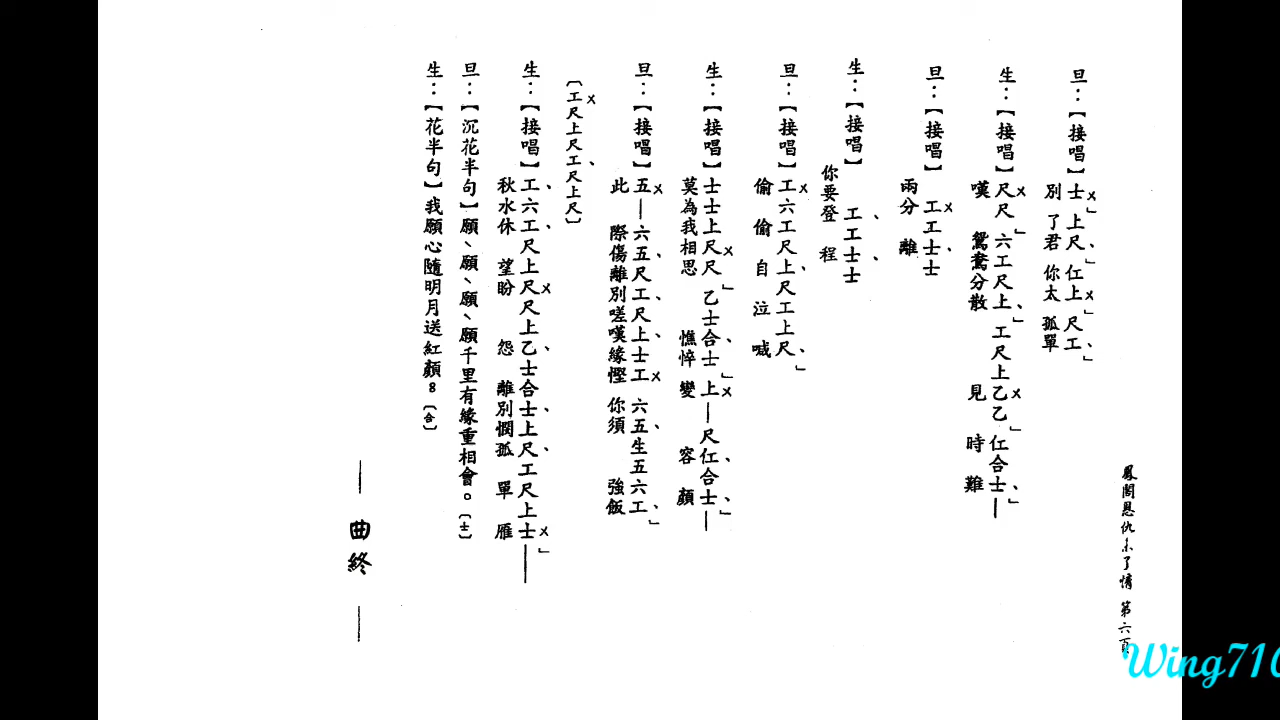 旦：【接唱】士上尺仩上尺工
別了君你太孤單
生：【接唱】尺尺六工尺上工尺上乙乙仜合士—
嘆鴛鴦分散見時難
旦：【接唱】工工士士
兩分離
生：【接唱】工工士士
你要登程
旦：【接唱】工六工尺上尺工上尺
偷偷自泣喊
生：【接唱】士士上尺尺乙士合士上—尺仜合士—
莫為我相思憔悴變容顏
旦：【接唱】五—六五尺工尺上士工六五生五六工
此際傷離別嗟嘆緣慳你須強飯
〔工尺上尺工尺上尺〕
生：【接唱】工六工尺上尺尺上乙士合士上尺工尺上士—
秋水休望盼怨離別憫孤單雁
旦：【沉花半句】願、願、願、願千里有緣重相會。〔士〕
生：【花半句】我願心隨明月送紅顏。〔合〕
— 曲終 —
鳳閣恩仇未了情 第六頁
Wing716